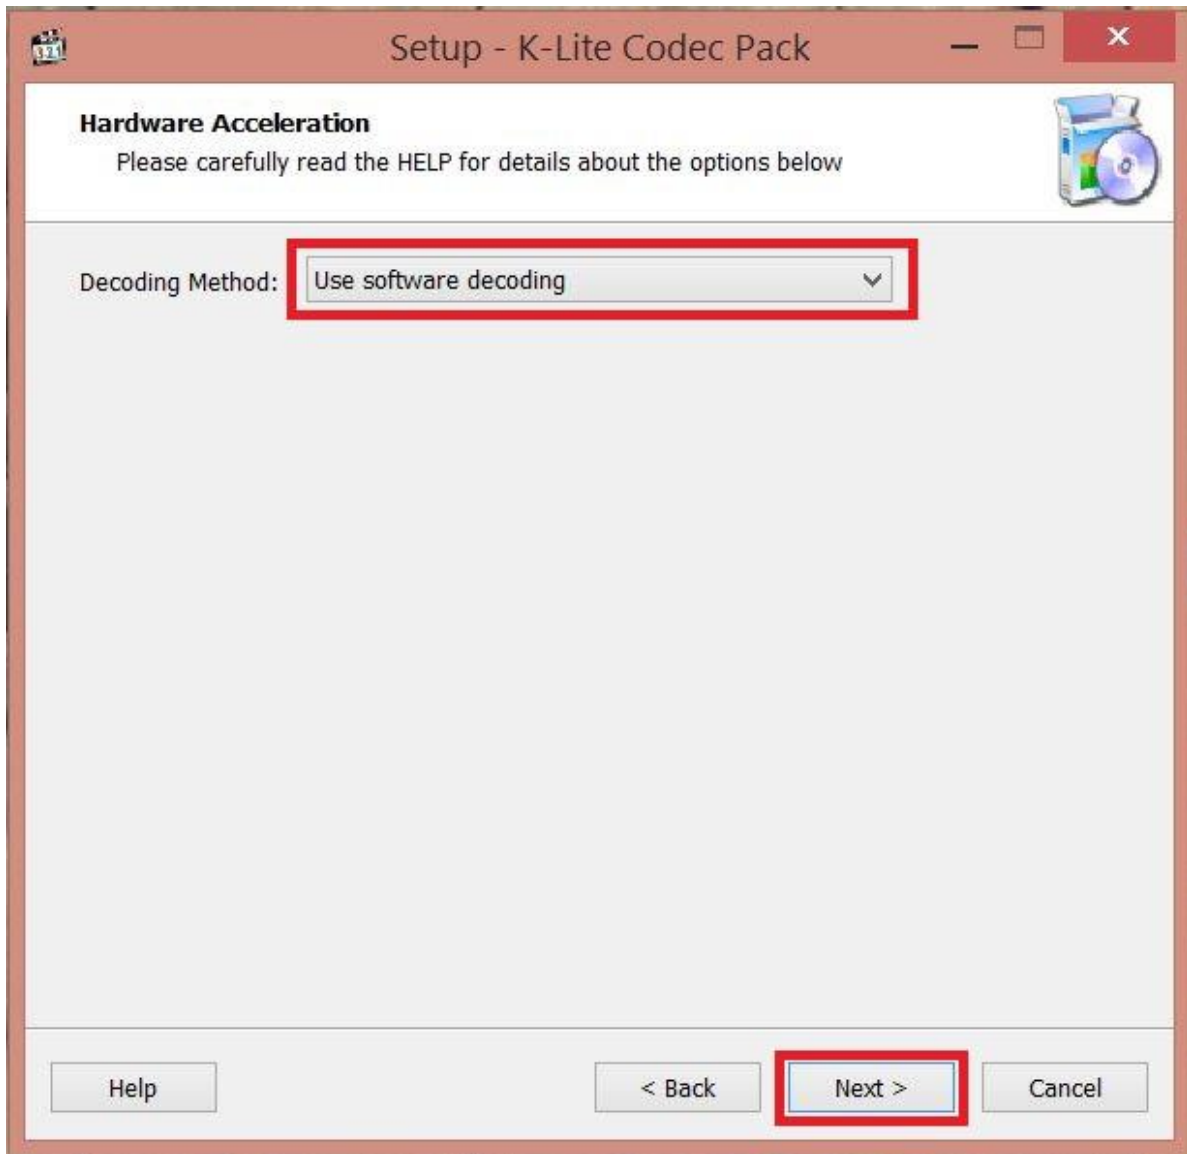 Setup - K-Lite Codec Pack
Hardware Acceleration
Please carefully read the HELP for details about the options below
Decoding Method:
Use software decoding
Help
< Back
Next >
Cancel